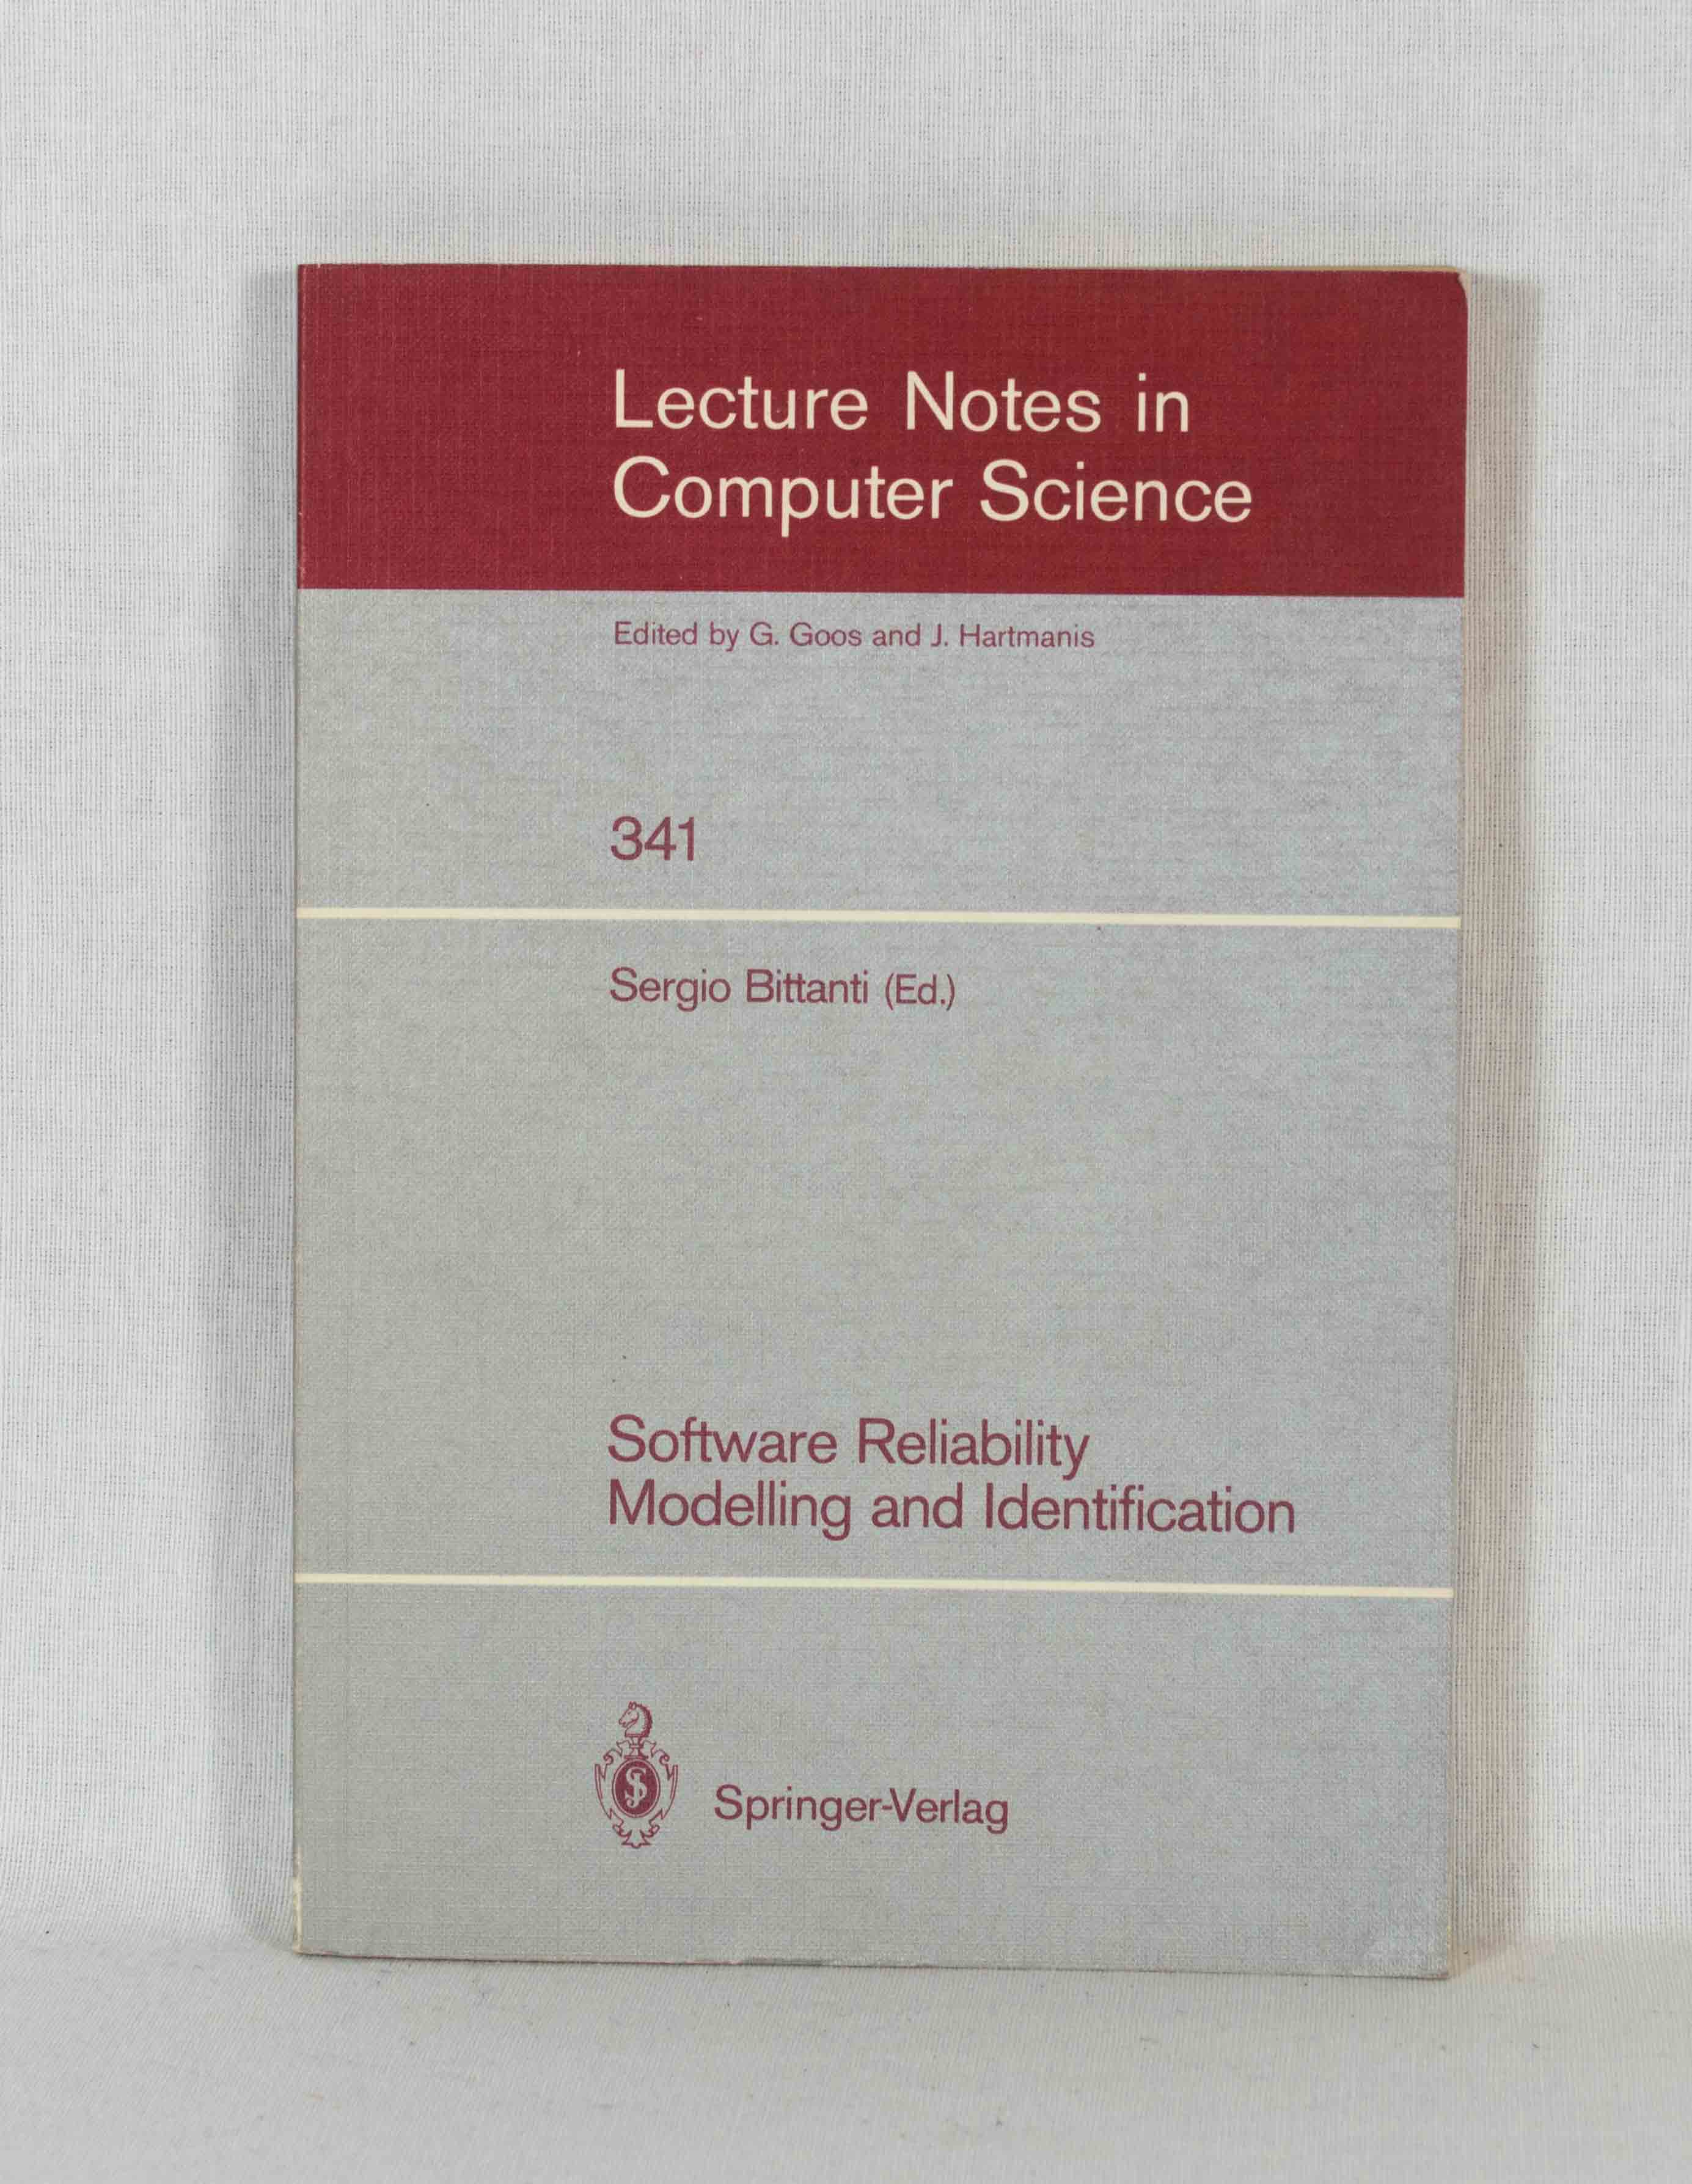 Lecture Notes in
Computer Science
Edited by G. Goos and J. Hartmanis
341
Sergio Bittanti (Ed.)
Software Reliability
Modelling and Identification
Springer-Verlag